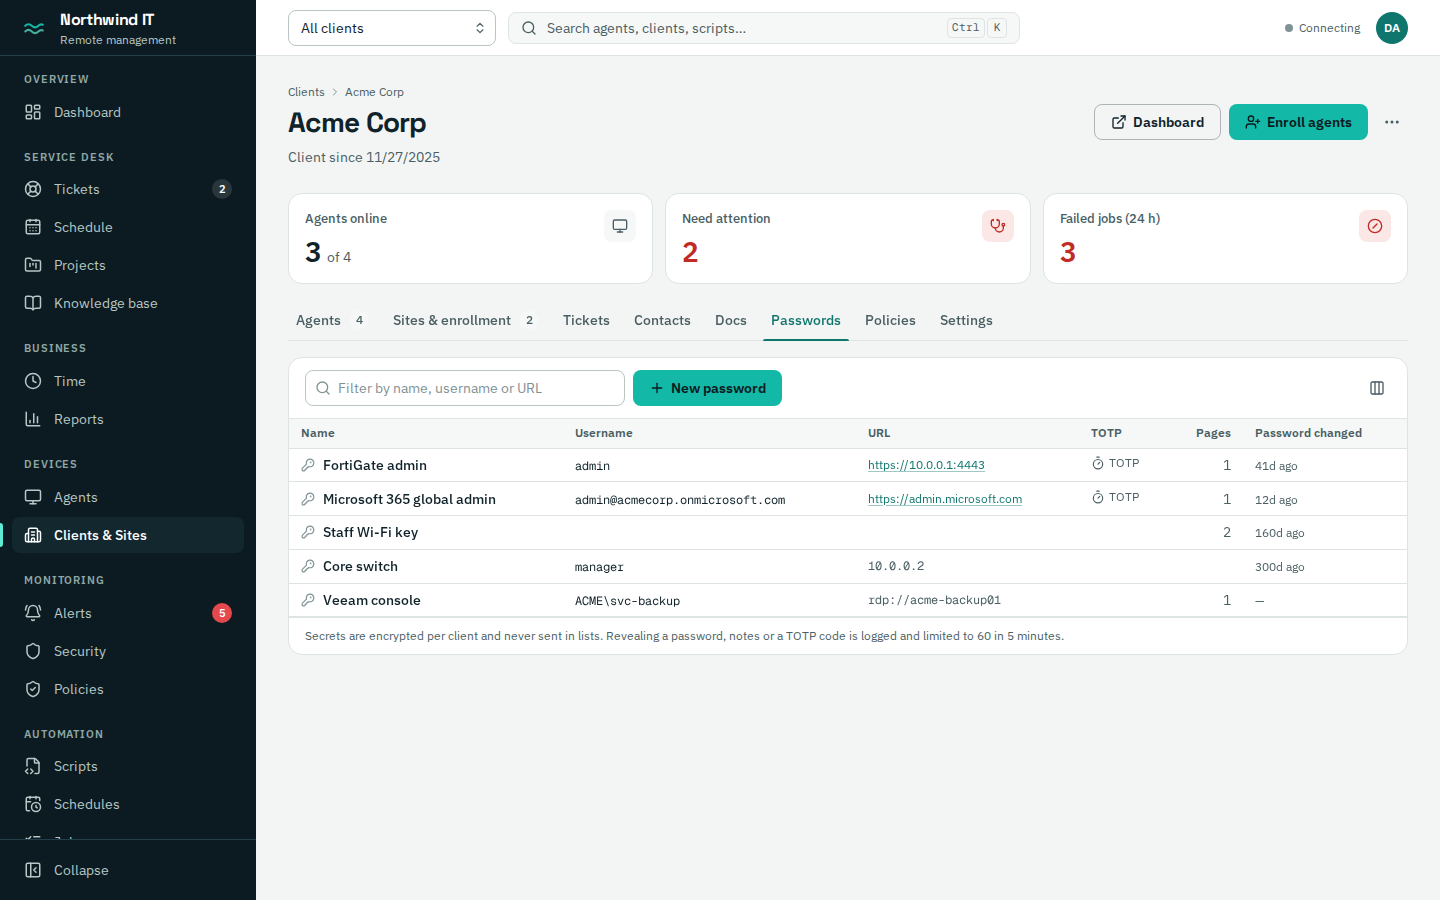 Northwind IT
Remote management
All clients
Search agents, clients, scripts...
Ctrl K
Connecting
DA
OVERVIEW
Dashboard
SERVICE DESK
Tickets 2
Schedule
Projects
Knowledge base
BUSINESS
Time
Reports
DEVICES
Agents
Clients & Sites
MONITORING
Alerts 5
Security
Policies
AUTOMATION
Scripts
Schedules
Collapse
Clients > Acme Corp
Acme Corp
Client since 11/27/2025
Dashboard
Enroll agents
Agents online
3 of 4
Need attention
2
Failed jobs (24 h)
3
Agents 4 Sites & enrollment 2 Tickets Contacts Docs Passwords Policies Settings
Filter by name, username or URL
New password
Name Username URL TOTP Pages Password changed
FortiGate admin admin https://10.0.0.1:4443 TOTP 1 41d ago
Microsoft 365 global admin admin@acmecorp.onmicrosoft.com https://admin.microsoft.com TOTP 1 12d ago
Staff Wi-Fi key 2 160d ago
Core switch manager 10.0.0.2 300d ago
Veeam console ACME\svc-backup rdp://acme-backup01 1 —
Secrets are encrypted per client and never sent in lists. Revealing a password, notes or a TOTP code is logged and limited to 60 in 5 minutes.